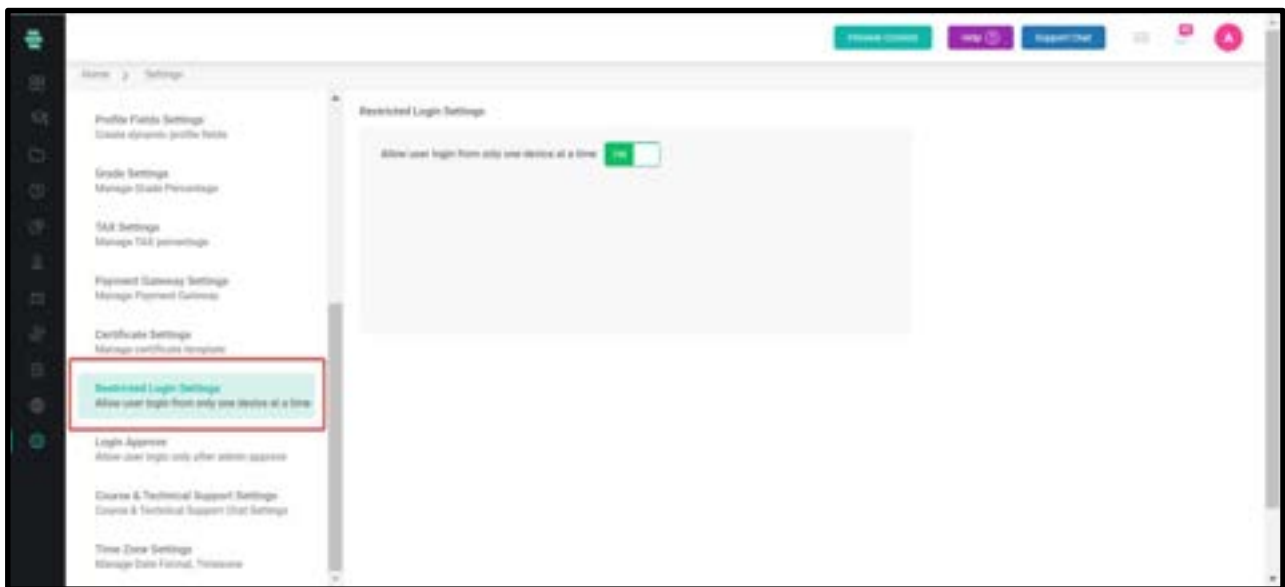 Help
Support Chat
A
Home > Settings
Profile Fields Settings
Create dynamic profile fields
Grade Settings
Manage Grade Percentage
TAX Settings
Manage TAX percentage
Payment Gateway Settings
Manage Payment Gateway
Certificate Settings
Manage certificate template
Restricted Login Settings
Allow user login from only one device at a time
Login Approve
Allow user login only after admin approve
Course & Technical Support Settings
Course & Technical Support Chat Settings
Time Zone Settings
Manage Date Format, Timezone
Restricted Login Settings
Allow user login from only one device at a time